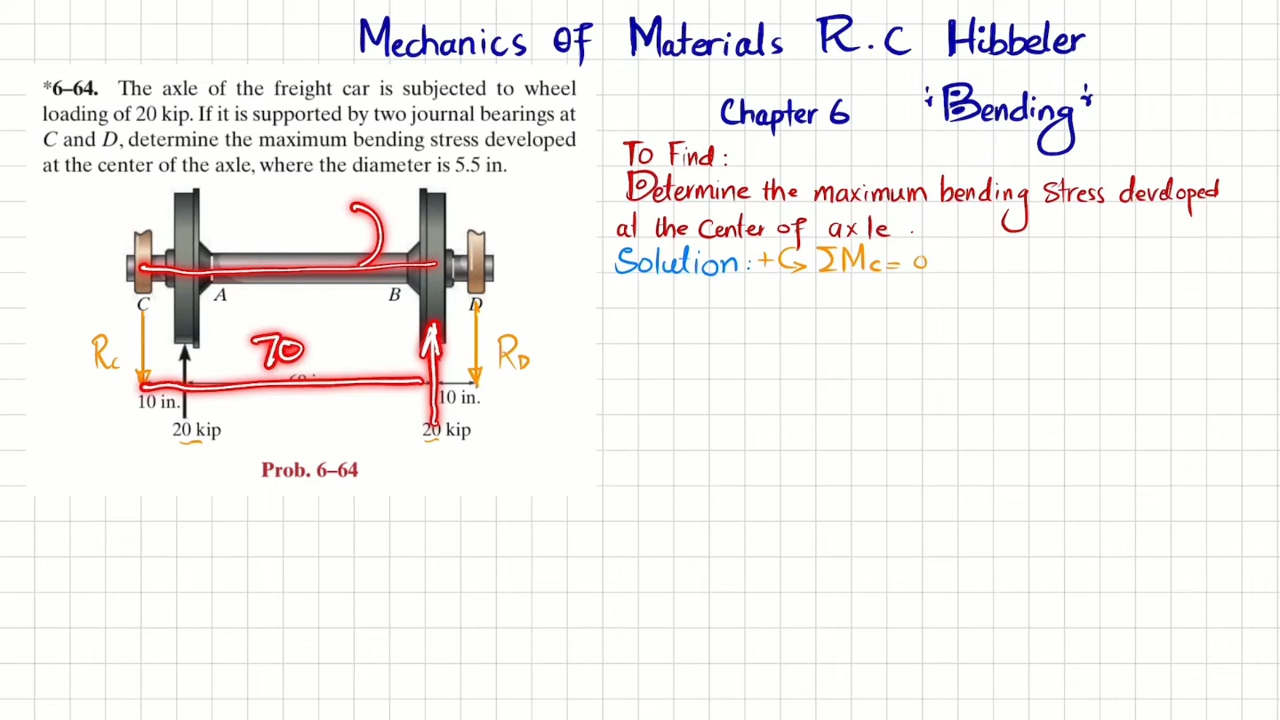 Mechanics Of Materials R.C Hibbeler
*6–64. The axle of the freight car is subjected to wheel
loading of 20 kip. If it is supported by two journal bearings at
C and D, determine the maximum bending stress developed
at the center of the axle, where the diameter is 5.5 in.
C
A
B
D
Rc
70
RD
10 in.
10 in.
20 kip
20 kip
Prob. 6–64
Chapter 6 "Bending"
To Find:
Determine the maximum bending stress developed
at the Center of axle.
Solution: +↺ ΣMc = 0